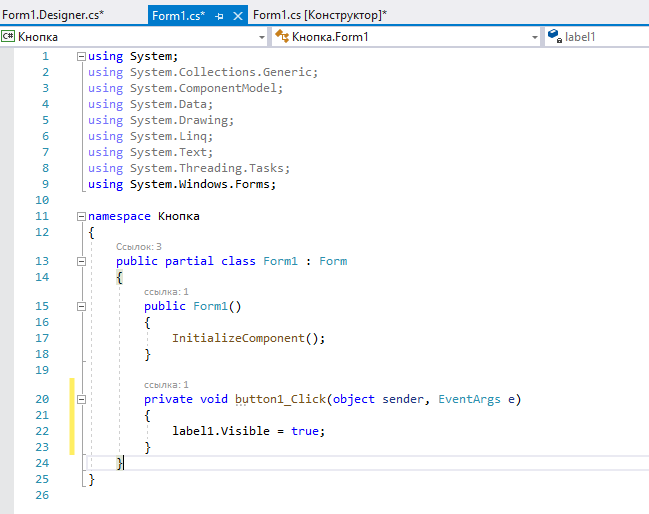 Form1.Designer.cs*
Form1.cs*
Form1.cs [Конструктор]*
C# Кнопка
Кнопка.Form1
label1
1 using System;
2 using System.Collections.Generic;
3 using System.ComponentModel;
4 using System.Data;
5 using System.Drawing;
6 using System.Linq;
7 using System.Text;
8 using System.Threading.Tasks;
9 using System.Windows.Forms;
10
11 namespace Кнопка
12 {
Ссылок: 3
13 public partial class Form1 : Form
14 {
ссылка: 1
15 public Form1()
16 {
17 InitializeComponent();
18 }
19
ссылка: 1
20 private void button1_Click(object sender, EventArgs e)
21 {
22 label1.Visible = true;
23 }
24 }
25 }
26